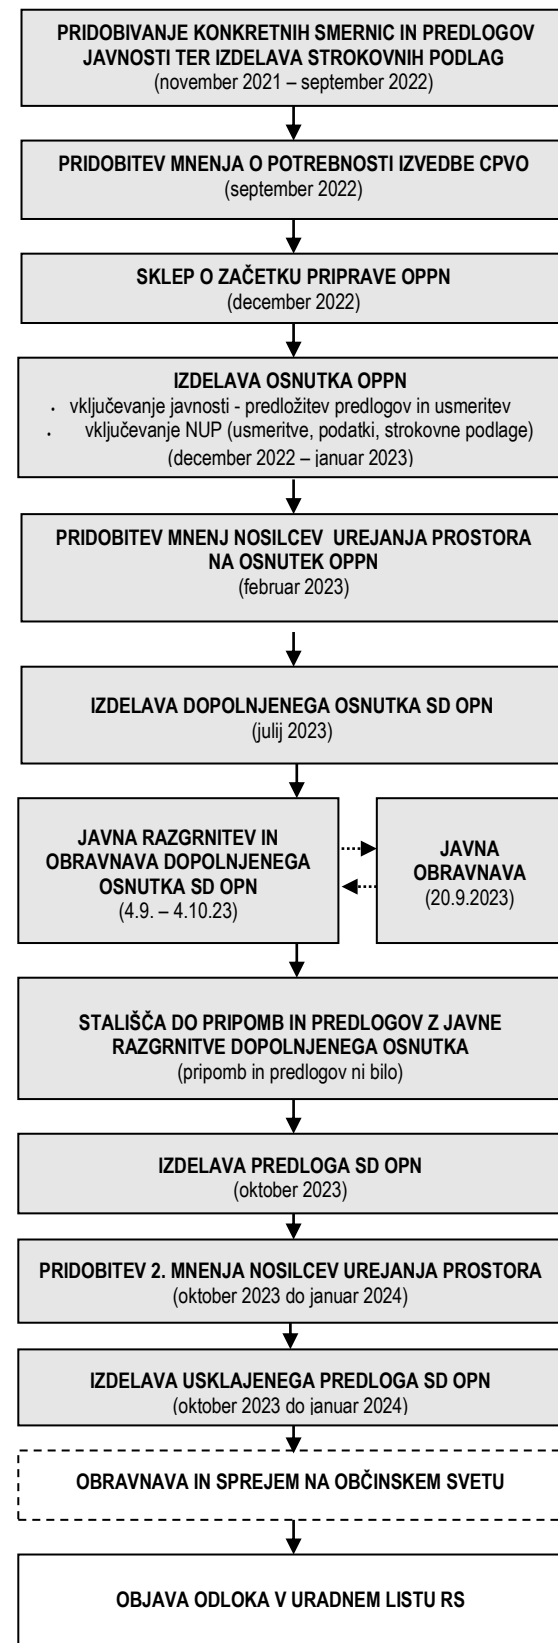 PRIDOBIVANJE KONKRETNIH SMERNIC IN PREDLOGOV
JAVNOSTI TER IZDELAVA STROKOVNIH PODLAG
(november 2021 – september 2022)
PRIDOBITEV MNENJA O POTREBNOSTI IZVEDBE CPVO
(september 2022)
SKLEP O ZAČETKU PRIPRAVE OPPN
(december 2022)
IZDELAVA OSNUTKA OPPN
• vključevanje javnosti - predložitev predlogov in usmeritev
• vključevanje NUP (usmeritve, podatki, strokovne podlage)
(december 2022 – januar 2023)
PRIDOBITEV MNENJ NOSILCEV UREJANJA PROSTORA
NA OSNUTEK OPPN
(februar 2023)
IZDELAVA DOPOLNJENEGA OSNUTKA SD OPN
(julij 2023)
JAVNA RAZGRNITEV IN
OBRAVNAVA DOPOLNJENEGA
OSNUTKA SD OPN
(4.9. – 4.10.23)
JAVNA
OBRAVNAVA
(20.9.2023)
STALIŠČA DO PRIPOMB IN PREDLOGOV Z JAVNE
RAZGRNITVE DOPOLNJENEGA OSNUTKA
(pripomb in predlogov ni bilo)
IZDELAVA PREDLOGA SD OPN
(oktober 2023)
PRIDOBITEV 2. MNENJA NOSILCEV UREJANJA PROSTORA
(oktober 2023 do januar 2024)
IZDELAVA USKLAJENEGA PREDLOGA SD OPN
(oktober 2023 do januar 2024)
OBRAVNAVA IN SPREJEM NA OBČINSKEM SVETU
OBJAVA ODLOKA V URADNEM LISTU RS